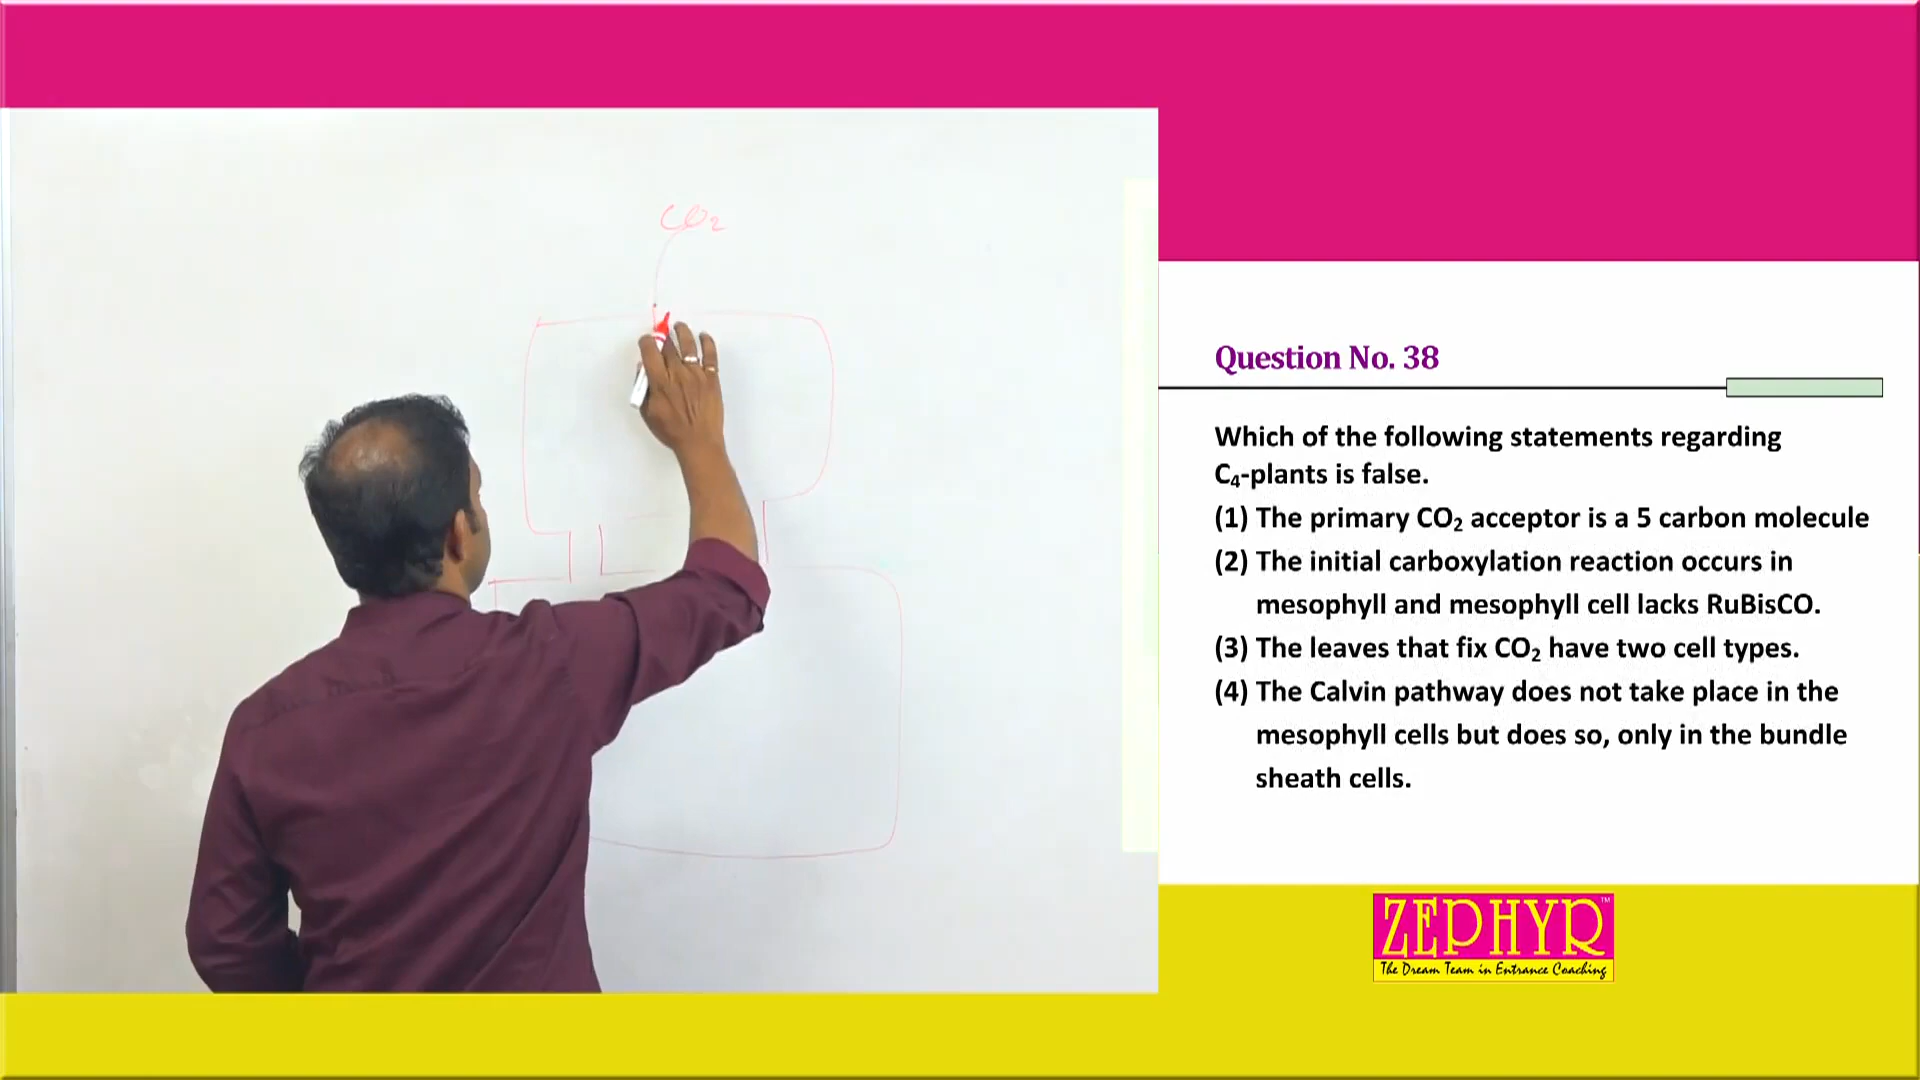 CO₂
Question No. 38
Which of the following statements regarding
C₄-plants is false.
(1) The primary CO₂ acceptor is a 5 carbon molecule
(2) The initial carboxylation reaction occurs in
mesophyll and mesophyll cell lacks RuBisCO.
(3) The leaves that fix CO₂ have two cell types.
(4) The Calvin pathway does not take place in the
mesophyll cells but does so, only in the bundle
sheath cells.
ZEPHYR™
The Dream Team in Entrance Coaching